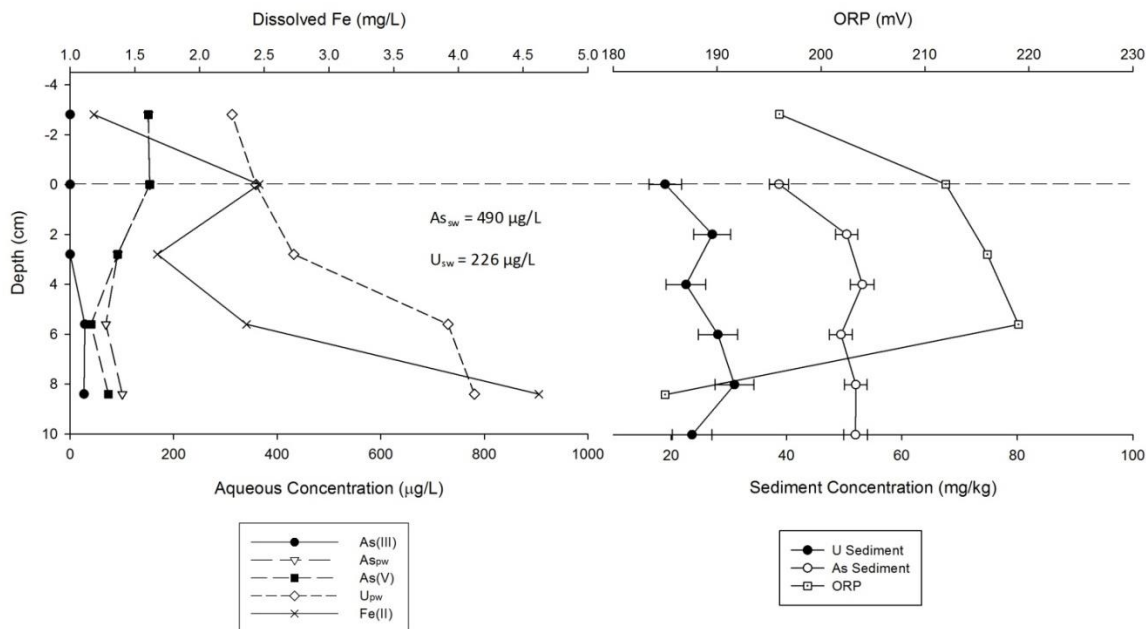 Dissolved Fe (mg/L)
1.0 1.5 2.0 2.5 3.0 3.5 4.0 4.5 5.0
ORP (mV)
180 190 200 210 220 230
-4
-2
0
2
4
6
8
10
Depth (cm)
As_sw = 490 µg/L
U_sw = 226 µg/L
0 200 400 600 800 1000
Aqueous Concentration (µg/L)
20 40 60 80 100
Sediment Concentration (mg/kg)
As(III)
As_pw
As(V)
U_pw
Fe(II)
U Sediment
As Sediment
ORP